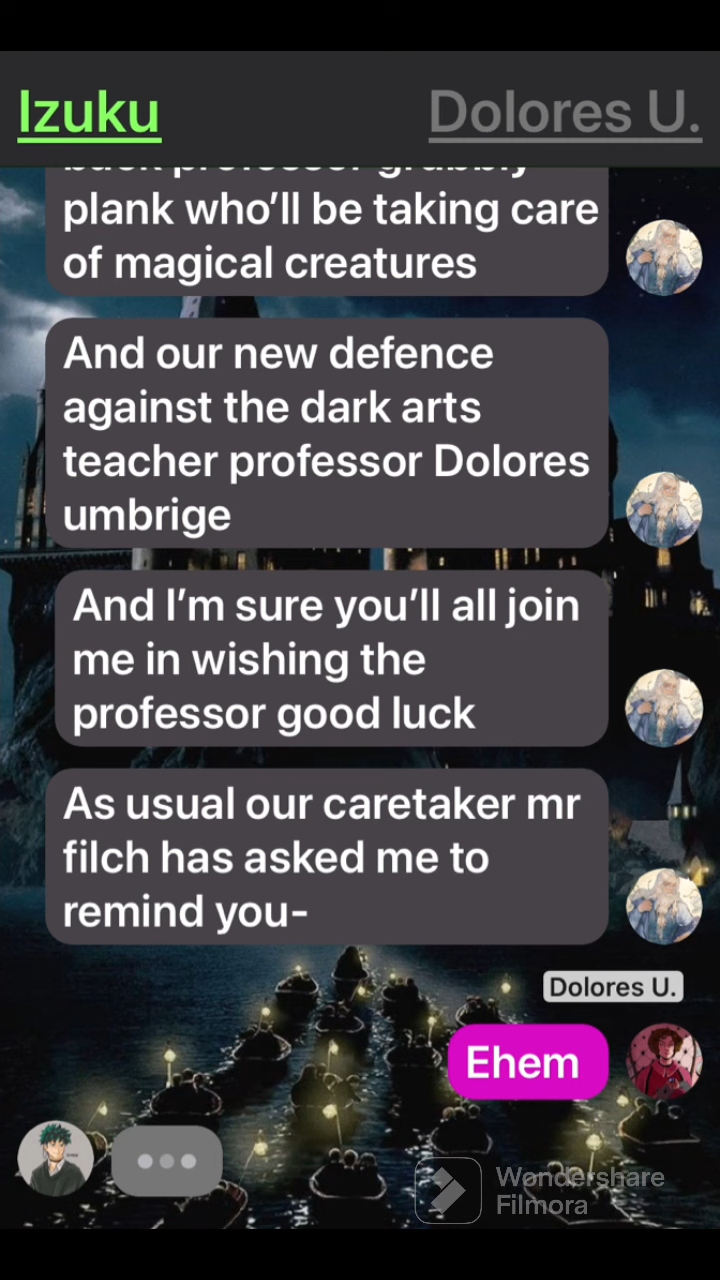 Izuku
Dolores U.
plank who'll be taking care
of magical creatures
And our new defence
against the dark arts
teacher professor Dolores
umbrige
And I'm sure you'll all join
me in wishing the
professor good luck
As usual our caretaker mr
filch has asked me to
remind you-
Dolores U.
Ehem
Wondershare
Filmora